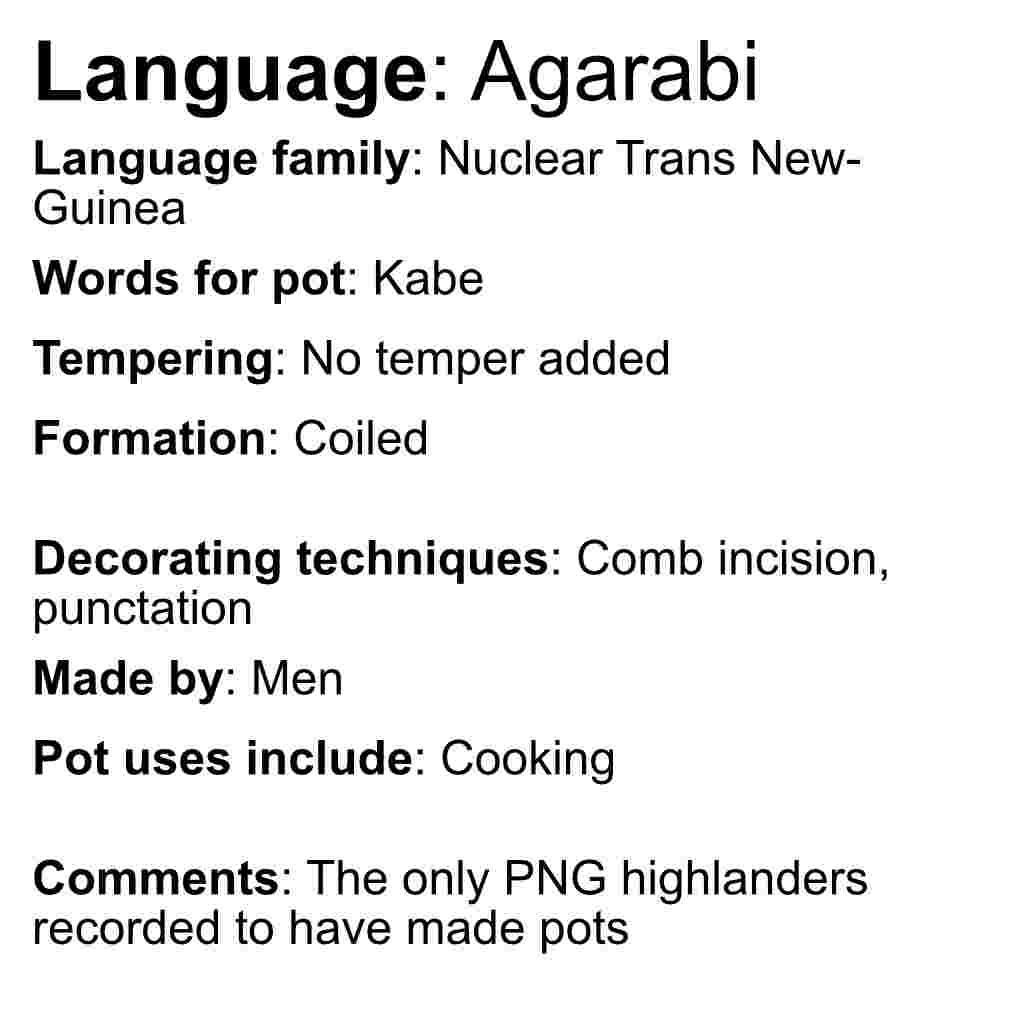 Language: Agarabi
Language family: Nuclear Trans New-
Guinea
Words for pot: Kabe
Tempering: No temper added
Formation: Coiled
Decorating techniques: Comb incision,
punctation
Made by: Men
Pot uses include: Cooking
Comments: The only PNG highlanders
recorded to have made pots